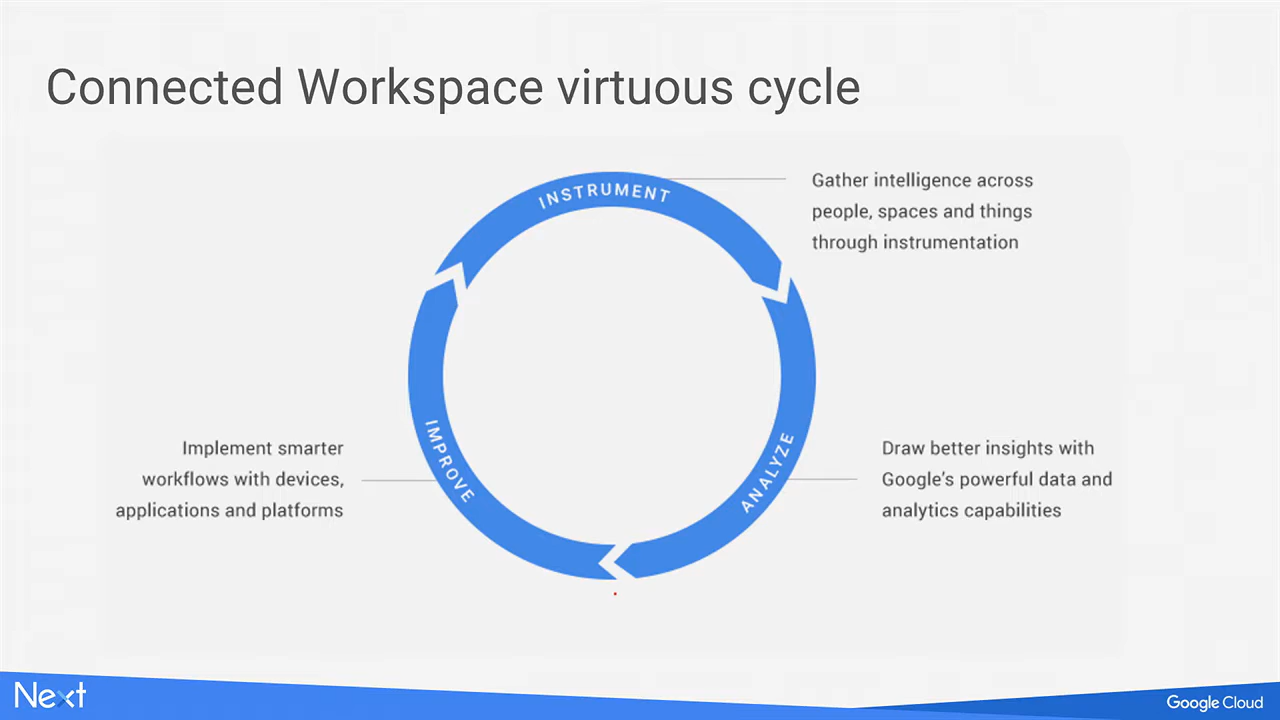 Connected Workspace virtuous cycle
INSTRUMENT
Gather intelligence across
people, spaces and things
through instrumentation
IMPROVE
Implement smarter
workflows with devices,
applications and platforms
ANALYZE
Draw better insights with
Google's powerful data and
analytics capabilities
Next
Google Cloud